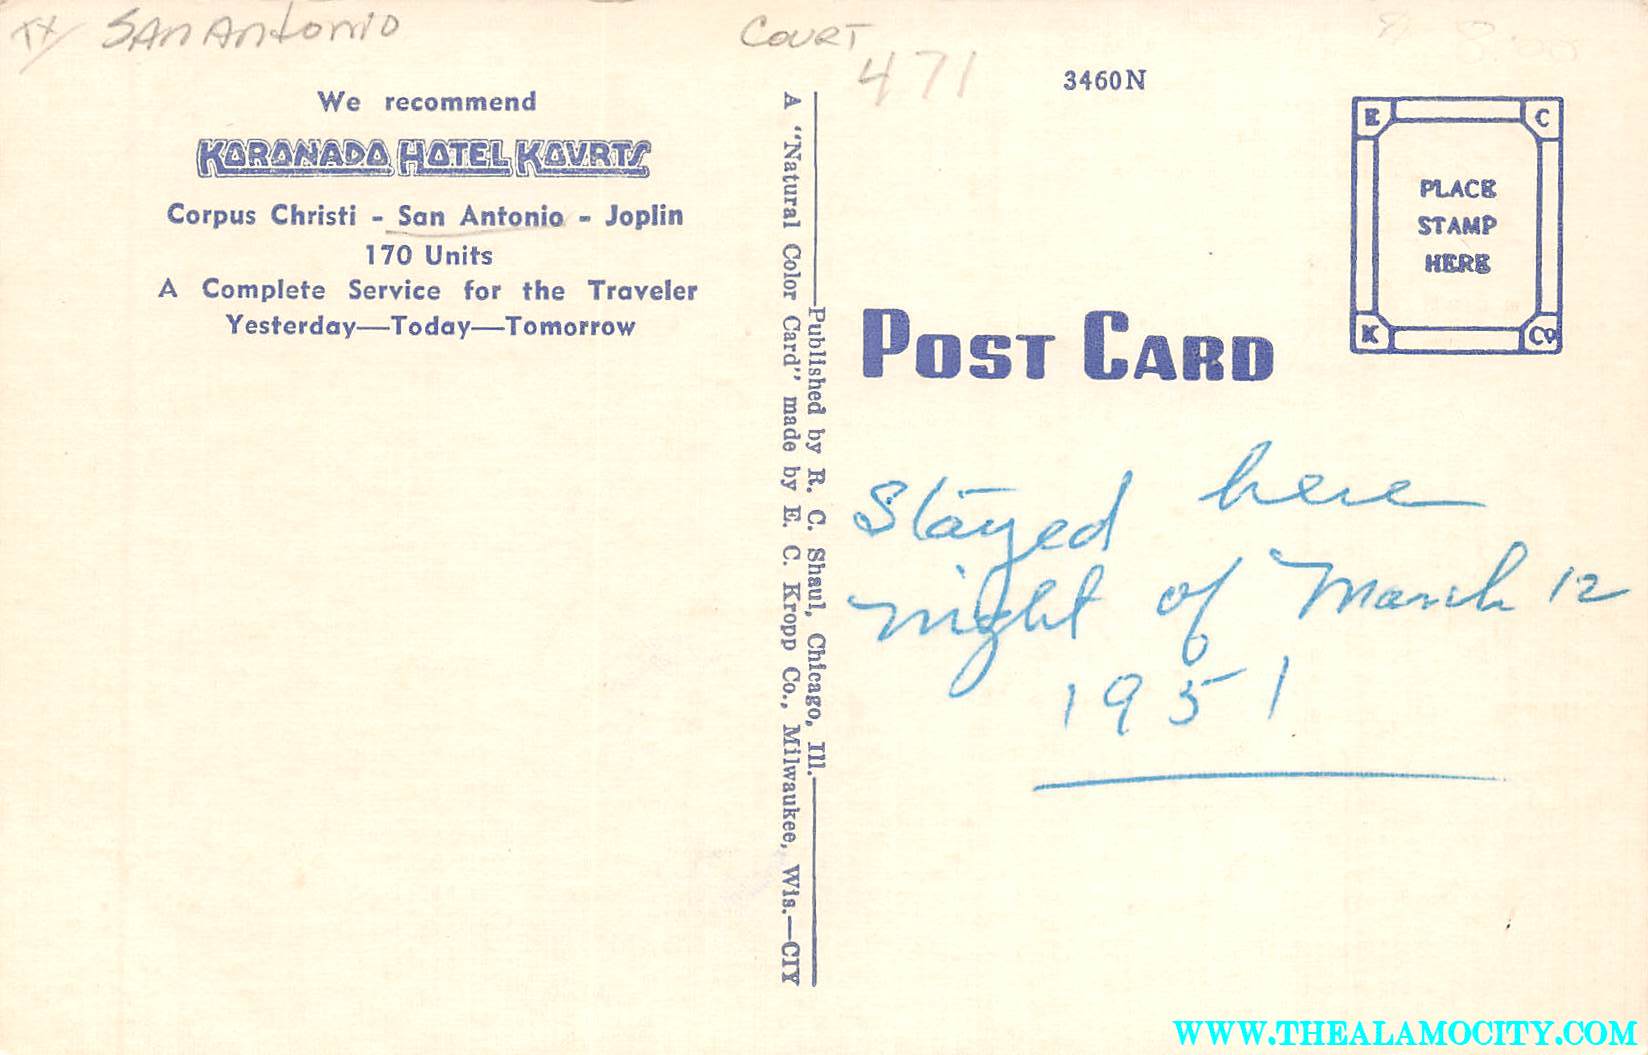 TX SAN Antonio
COURT
471
3460N
We recommend
KORONADO HOTEL KOVRTS
Corpus Christi - San Antonio - Joplin
170 Units
A Complete Service for the Traveler
Yesterday—Today—Tomorrow
A "Natural Color Card" made by E. C. Kropp Co., Milwaukee, Wis.—CIY
Published by R. C. Shaul, Chicago, Ill.
E C
PLACE
STAMP
HERE
K Co
POST CARD
Stayed here
night of March 12
1951
WWW.THEALAMOCITY.COM